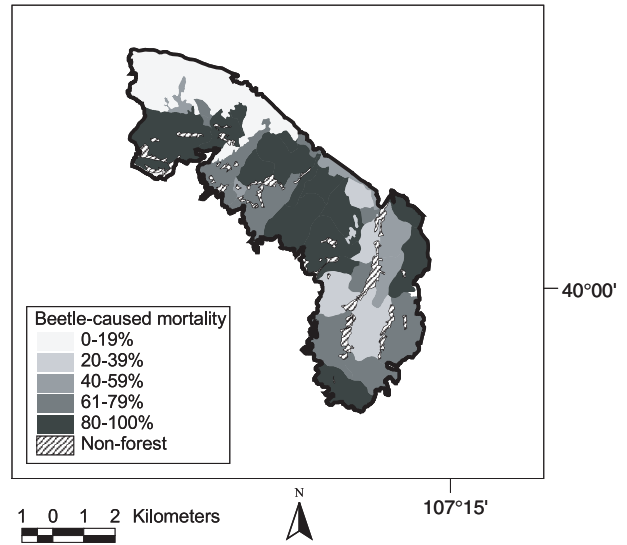 40°00'
Beetle-caused mortality
0-19%
20-39%
40-59%
61-79%
80-100%
Non-forest
N
107°15'
1 0 1 2 Kilometers